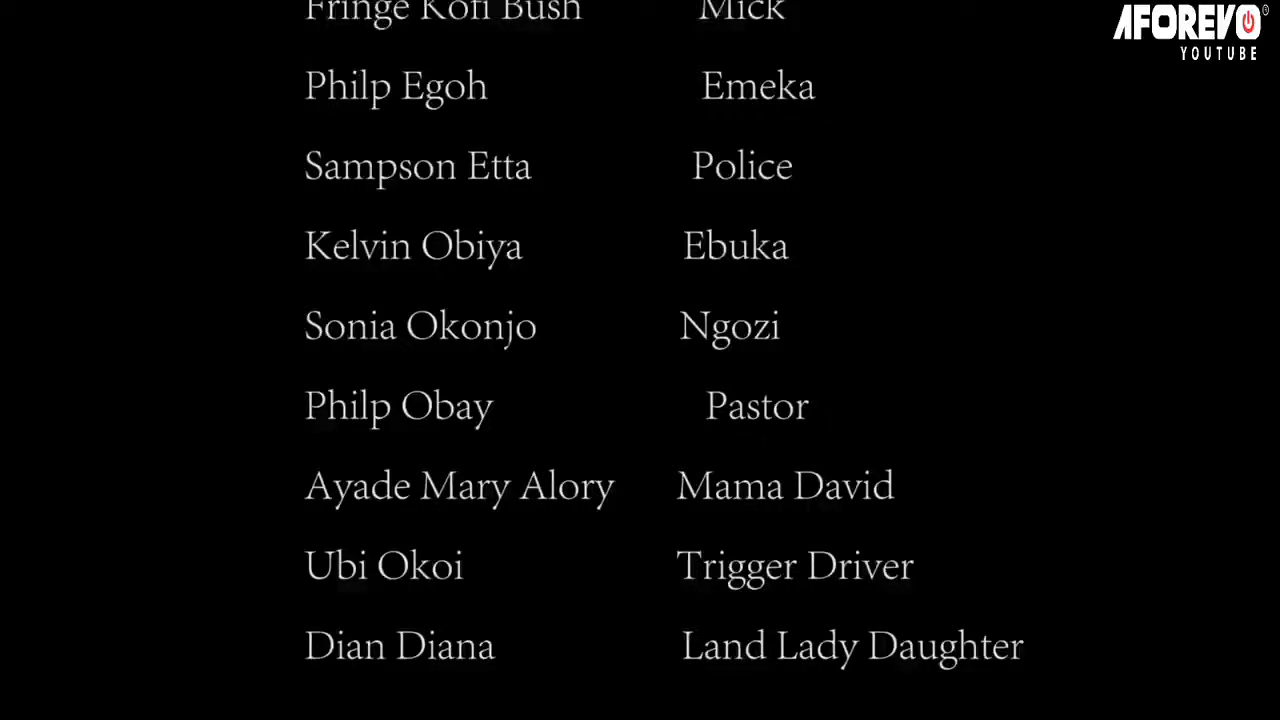 Fringe Kofi Bush Mick
AFOREVO
YOUTUBE
Philp Egoh Emeka
Sampson Etta Police
Kelvin Obiya Ebuka
Sonia Okonjo Ngozi
Philp Obay Pastor
Ayade Mary Alory Mama David
Ubi Okoi Trigger Driver
Dian Diana Land Lady Daughter